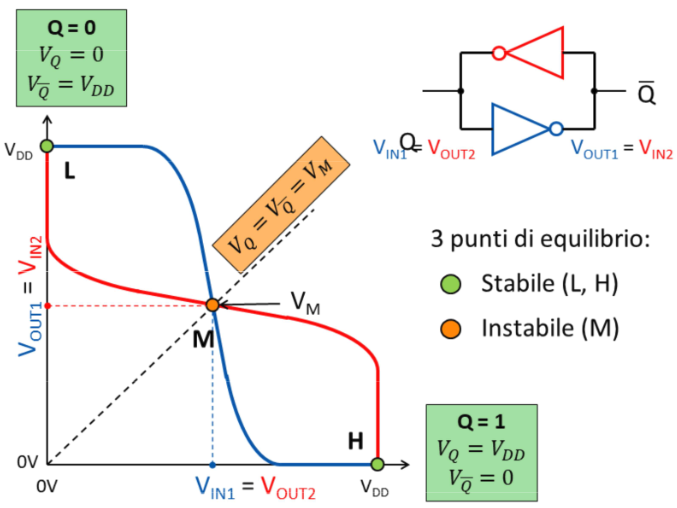 Q = 0
V_Q = 0
V_Q̅ = V_DD
V_DD
L
V_OUT1 = V_IN2
V_Q = V_Q̅ = V_M
V_M
M
H
0V
0V
V_IN1 = V_OUT2
V_DD
Q̅
Q
V_IN1 = V_OUT2
V_OUT1 = V_IN2
3 punti di equilibrio:
Stabile (L, H)
Instabile (M)
Q = 1
V_Q = V_DD
V_Q̅ = 0